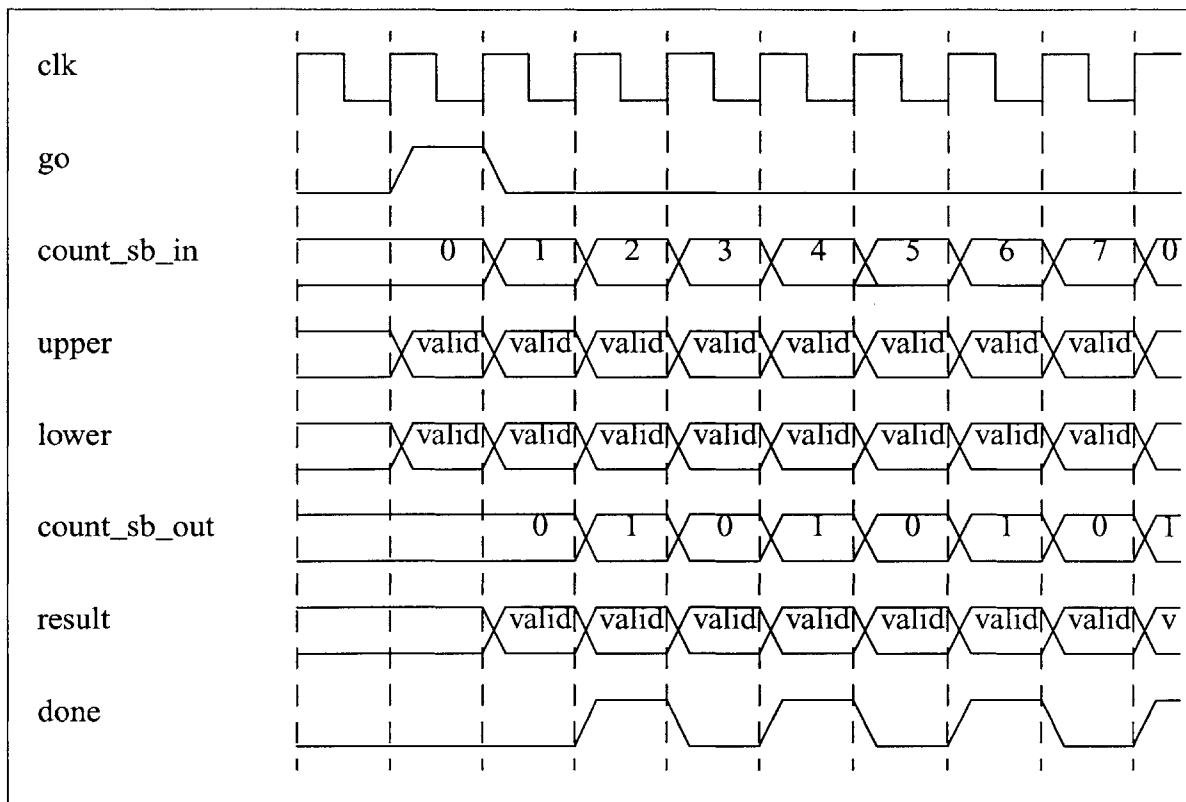 clk
go
count_sb_in 0 1 2 3 4 5 6 7 0
upper valid valid valid valid valid valid valid valid
lower valid valid valid valid valid valid valid valid
count_sb_out 0 1 0 1 0 1 0 1
result valid valid valid valid valid valid valid v
done